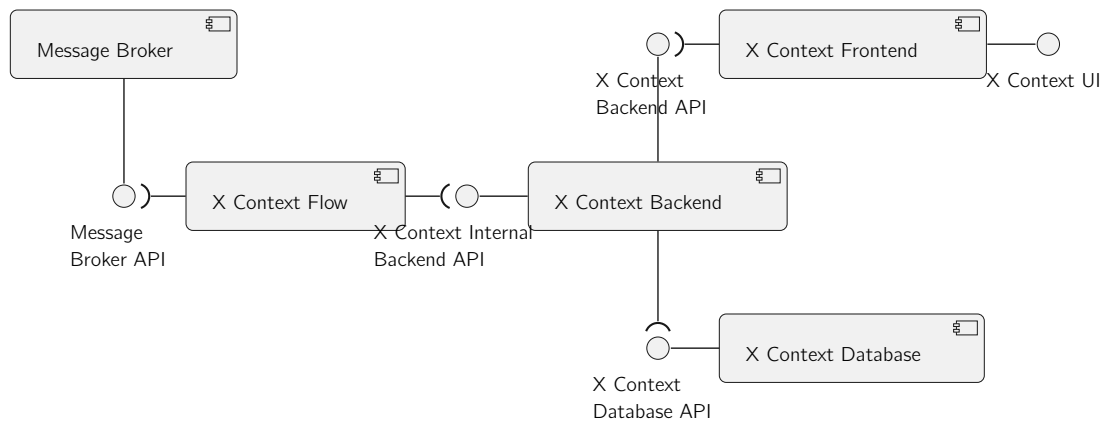 Message Broker
X Context Frontend
X Context
Backend API
X Context UI
X Context Flow
X Context Backend
Message
Broker API
X Context Internal
Backend API
X Context Database
X Context
Database API